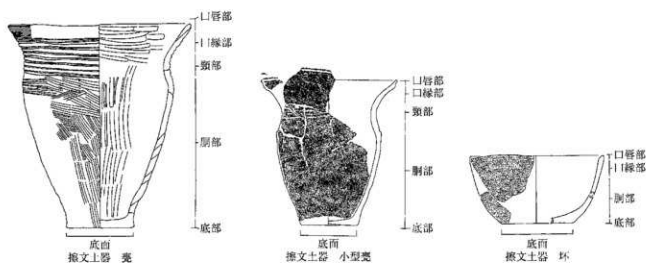 口唇部
口縁部
頸部
胴部
底部
底面
擦文土器 甕
口唇部
口縁部
頸部
胴部
底部
底面
擦文土器 小型甕
口唇部
口縁部
胴部
底部
底面
擦文土器 坏